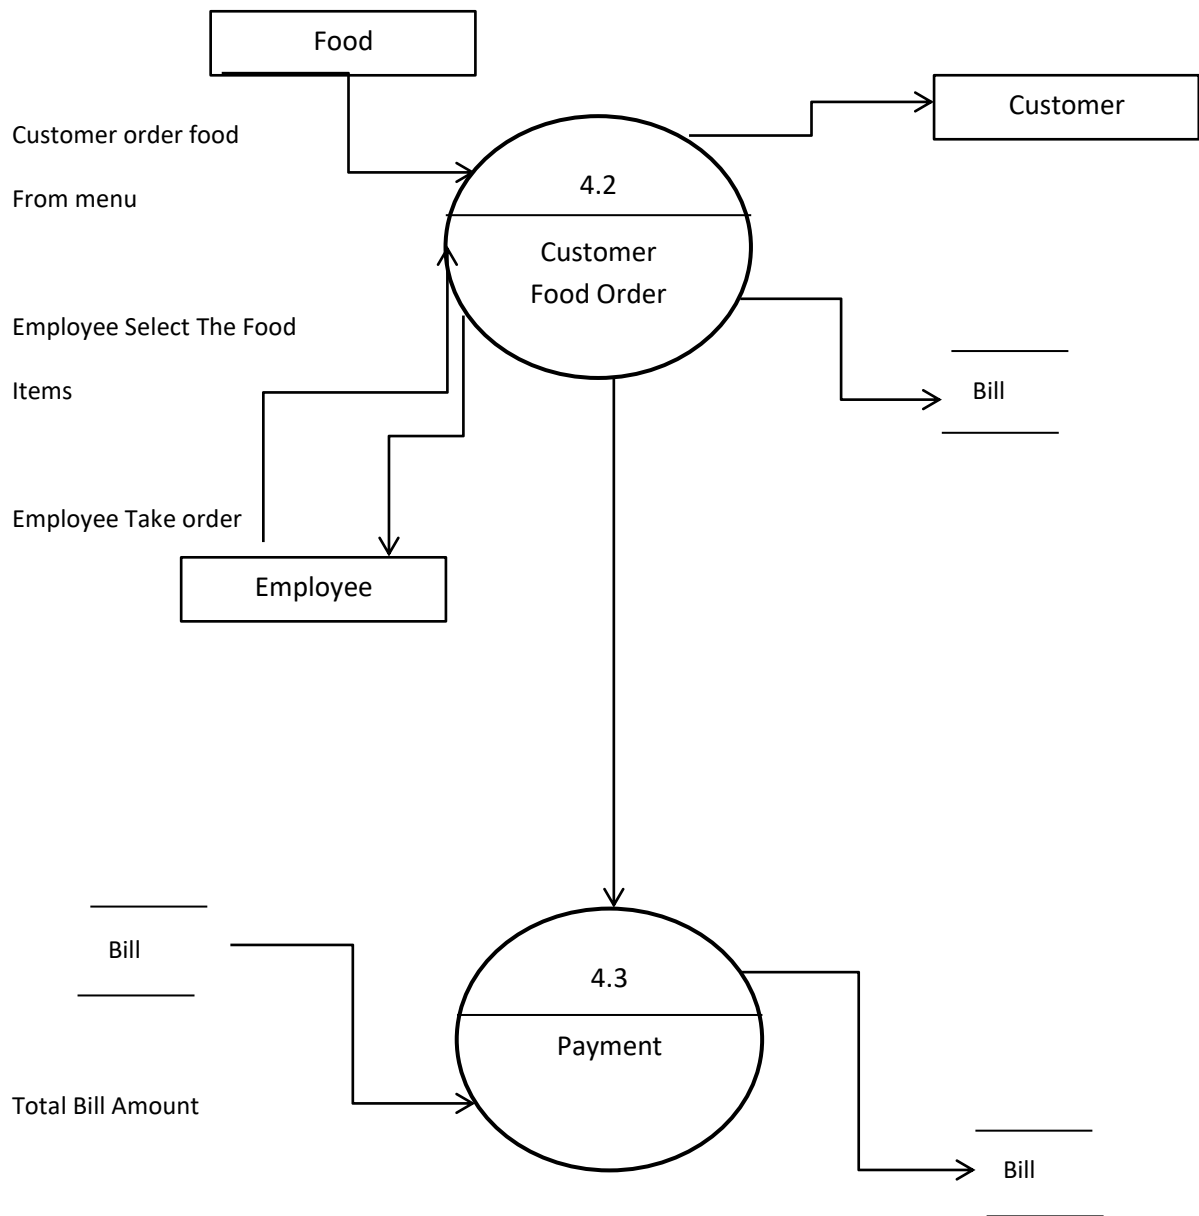 Food
Customer
Customer order food
4.2
From menu
Customer
Food Order
Employee Select The Food
Items
Bill
Employee Take order
Employee
Bill
4.3
Payment
Total Bill Amount
Bill